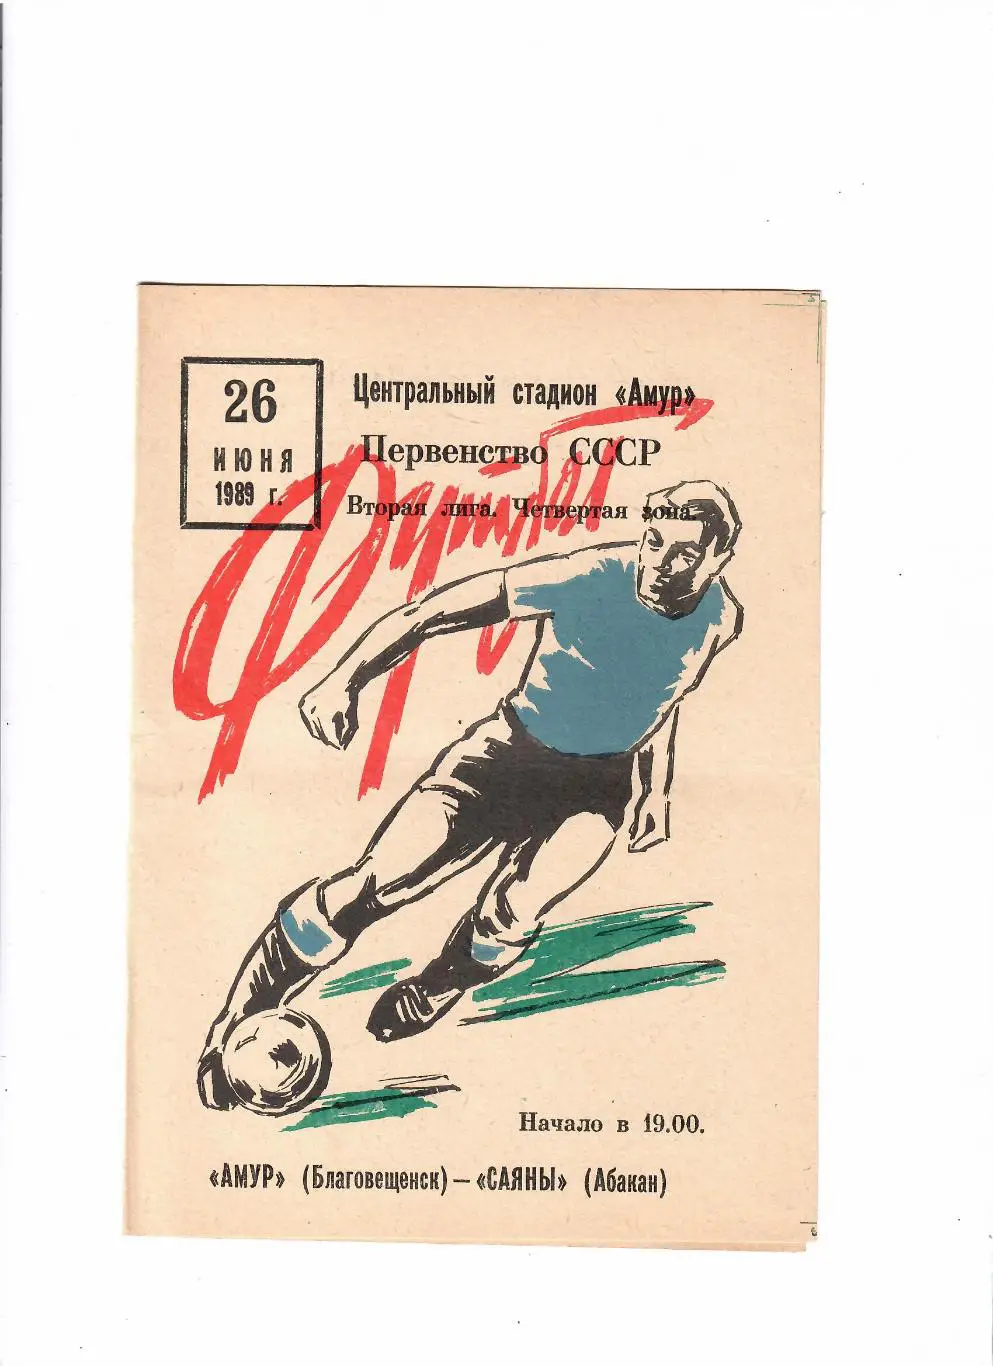 26
ИЮНЯ
1989 г.
Центральный стадион «Амур»
Первенство СССР
Вторая лига. Четвертая зона.
Футбол
Начало в 19.00.
«АМУР» (Благовещенск) – «САЯНЫ» (Абакан)